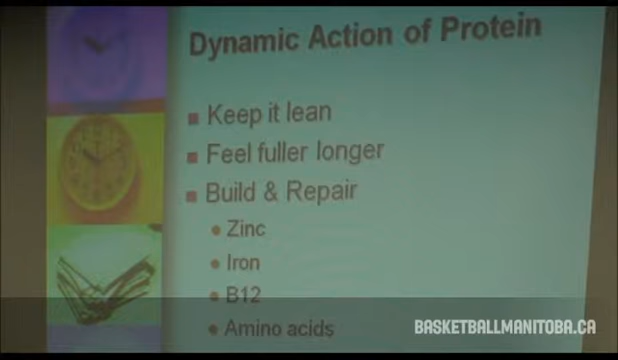 Dynamic Action of Protein
Keep it lean
Feel fuller longer
Build & Repair
Zinc
Iron
B12
Amino acids
BASKETBALLMANITOBA.CA